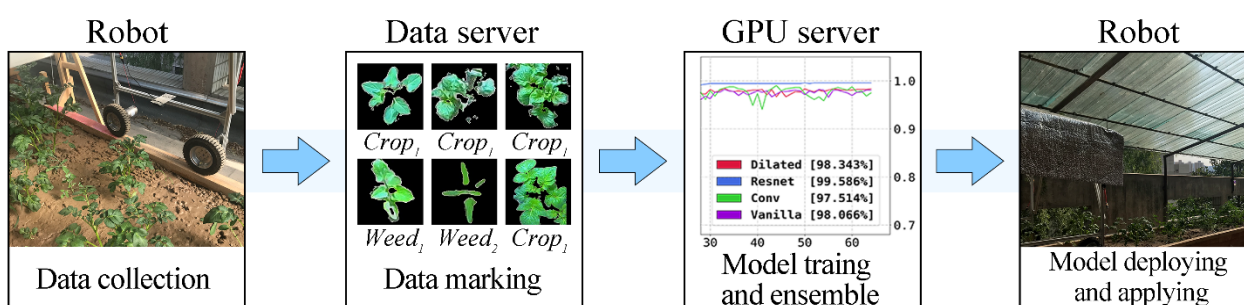 Robot
Data server
GPU server
Robot
Crop₁ Crop₁ Crop₁
Weed₁ Weed₂ Crop₁
1.0
0.9
0.8
0.7
Dilated [98.343%]
Resnet [99.586%]
Conv [97.514%]
Vanilla [98.066%]
30 40 50 60
Data collection
Data marking
Model traing
and ensemble
Model deploying
and applying